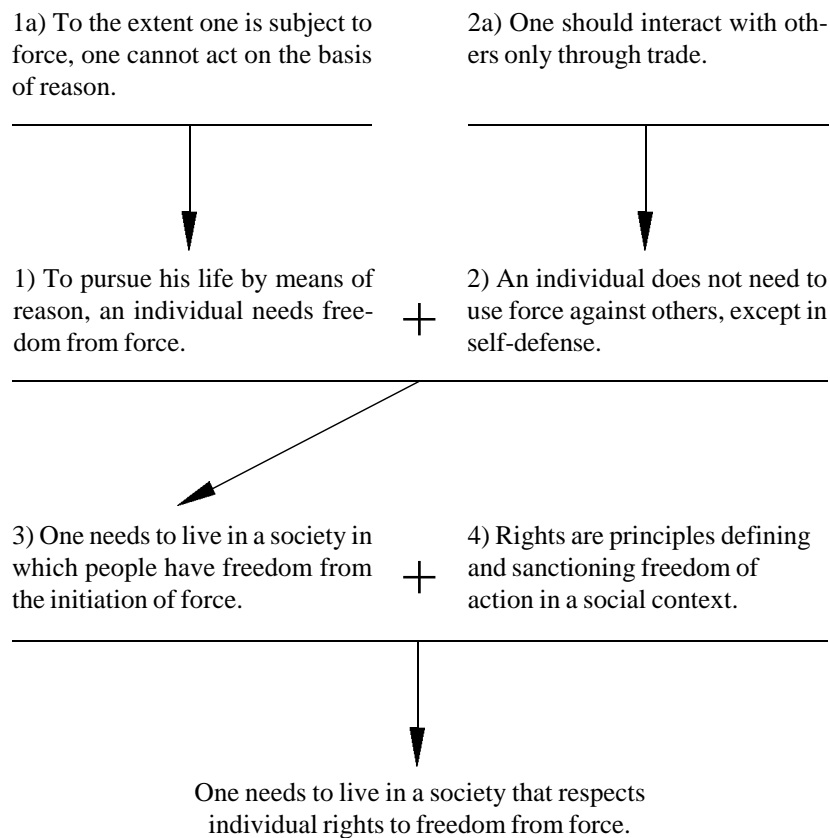 1a) To the extent one is subject to
force, one cannot act on the basis
of reason.
2a) One should interact with oth-
ers only through trade.
1) To pursue his life by means of
reason, an individual needs free-
dom from force.
+
2) An individual does not need to
use force against others, except in
self-defense.
3) One needs to live in a society in
which people have freedom from
the initiation of force.
+
4) Rights are principles defining
and sanctioning freedom of
action in a social context.
One needs to live in a society that respects
individual rights to freedom from force.